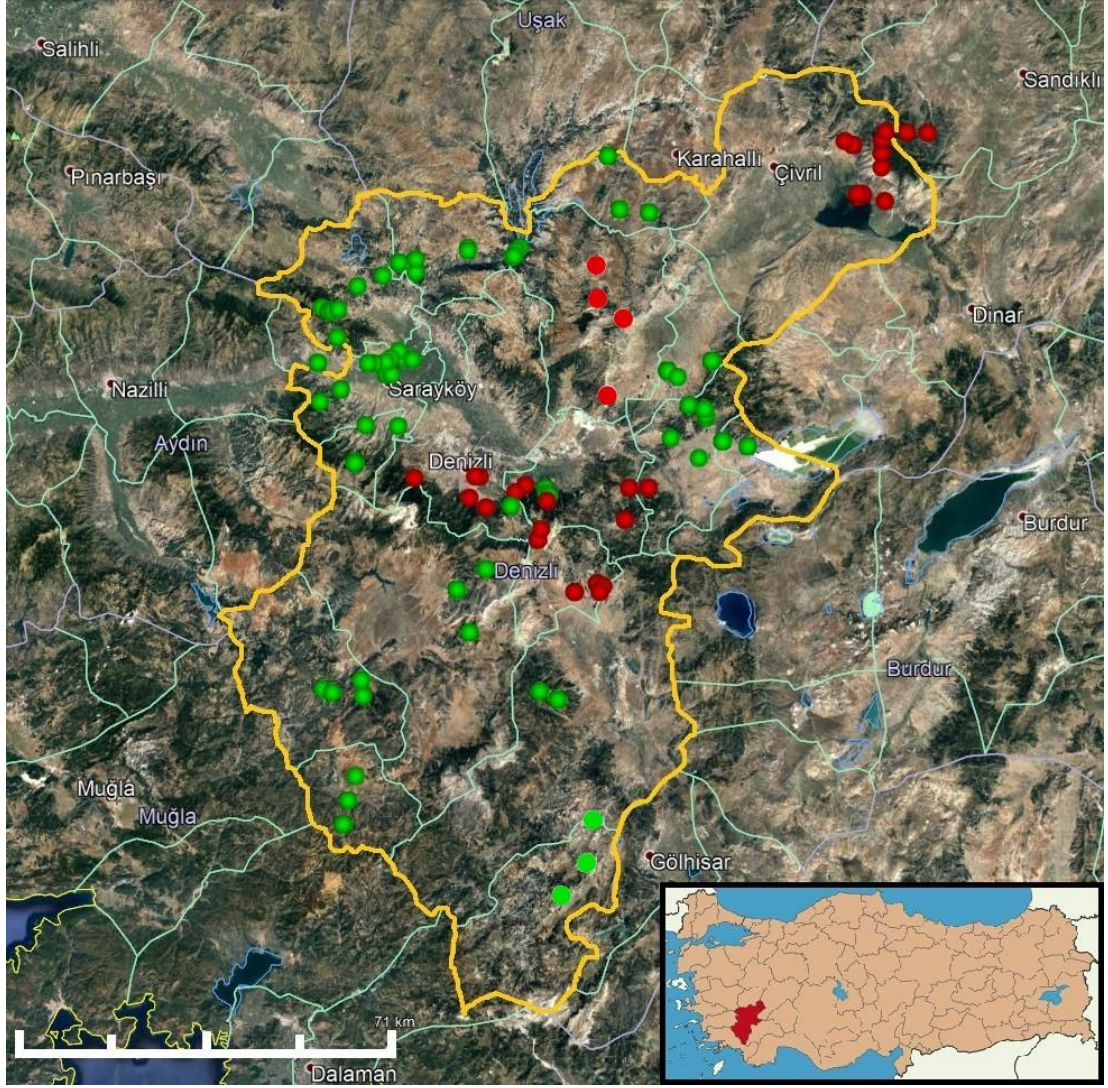 Uşak
Salihli
Sandıklı
Karahallı
Pınarbaşı
Çivril
Dinar
Nazilli
Sarayköy
Aydın
Denizli
Burdur
Denizli
Burdur
Muğla
Muğla
Gölhisar
71 km
Dalaman